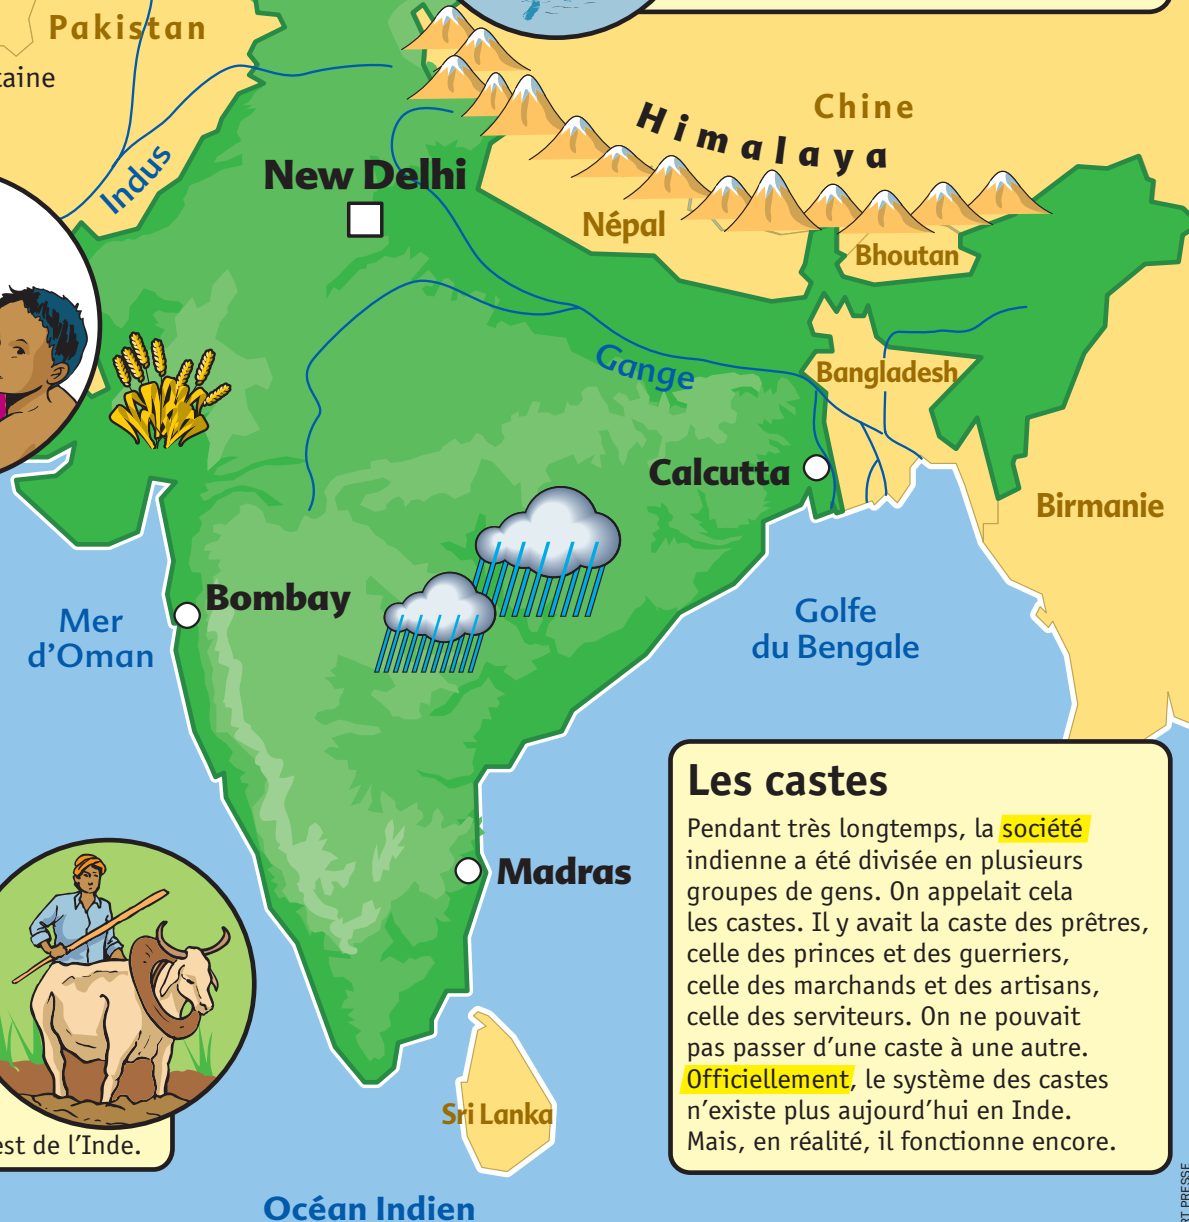 Pakistan
taine
Chine
Himalaya
Indus
New Delhi
Népal
Bhoutan
Gange
Bangladesh
Calcutta
Birmanie
Bombay
Mer
d'Oman
Golfe
du Bengale
Madras
Les castes
Pendant très longtemps, la société
indienne a été divisée en plusieurs
groupes de gens. On appelait cela
les castes. Il y avait la caste des prêtres,
celle des princes et des guerriers,
celle des marchands et des artisans,
celle des serviteurs. On ne pouvait
pas passer d'une caste à une autre.
Officiellement, le système des castes
n'existe plus aujourd'hui en Inde.
Mais, en réalité, il fonctionne encore.
Sri Lanka
est de l'Inde.
Océan Indien
RT PRESSE